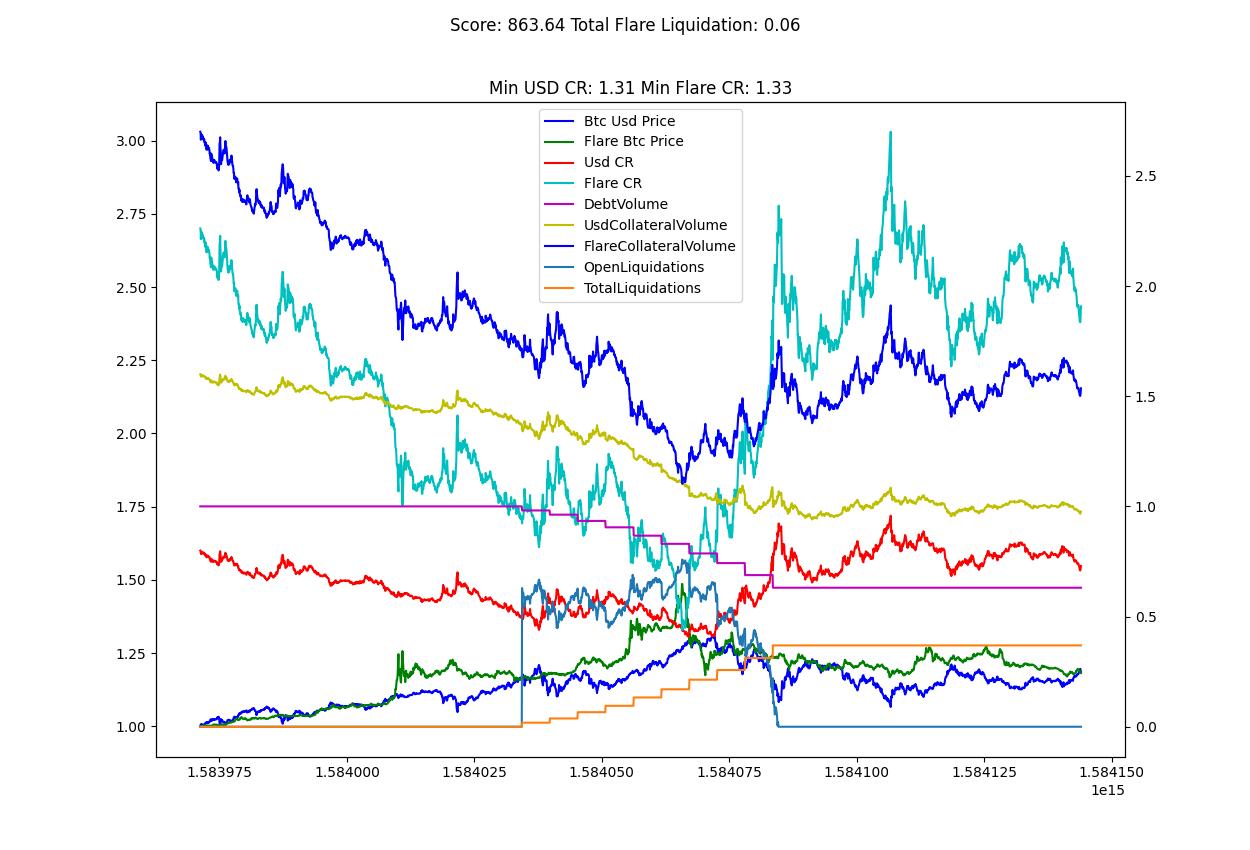 Score: 863.64 Total Flare Liquidation: 0.06
Min USD CR: 1.31 Min Flare CR: 1.33
Btc Usd Price
Flare Btc Price
Usd CR
Flare CR
DebtVolume
UsdCollateralVolume
FlareCollateralVolume
OpenLiquidations
TotalLiquidations
3.00
2.75
2.50
2.25
2.00
1.75
1.50
1.25
1.00
2.5
2.0
1.5
1.0
0.5
0.0
1.583975 1.584000 1.584025 1.584050 1.584075 1.584100 1.584125 1.584150
1e15